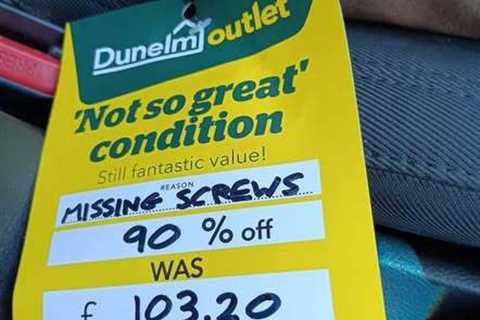 Dunelm outlet
'Not so great'
condition
Still fantastic value!
REASON
MISSING SCREWS
90 % off
WAS
£ 103.20